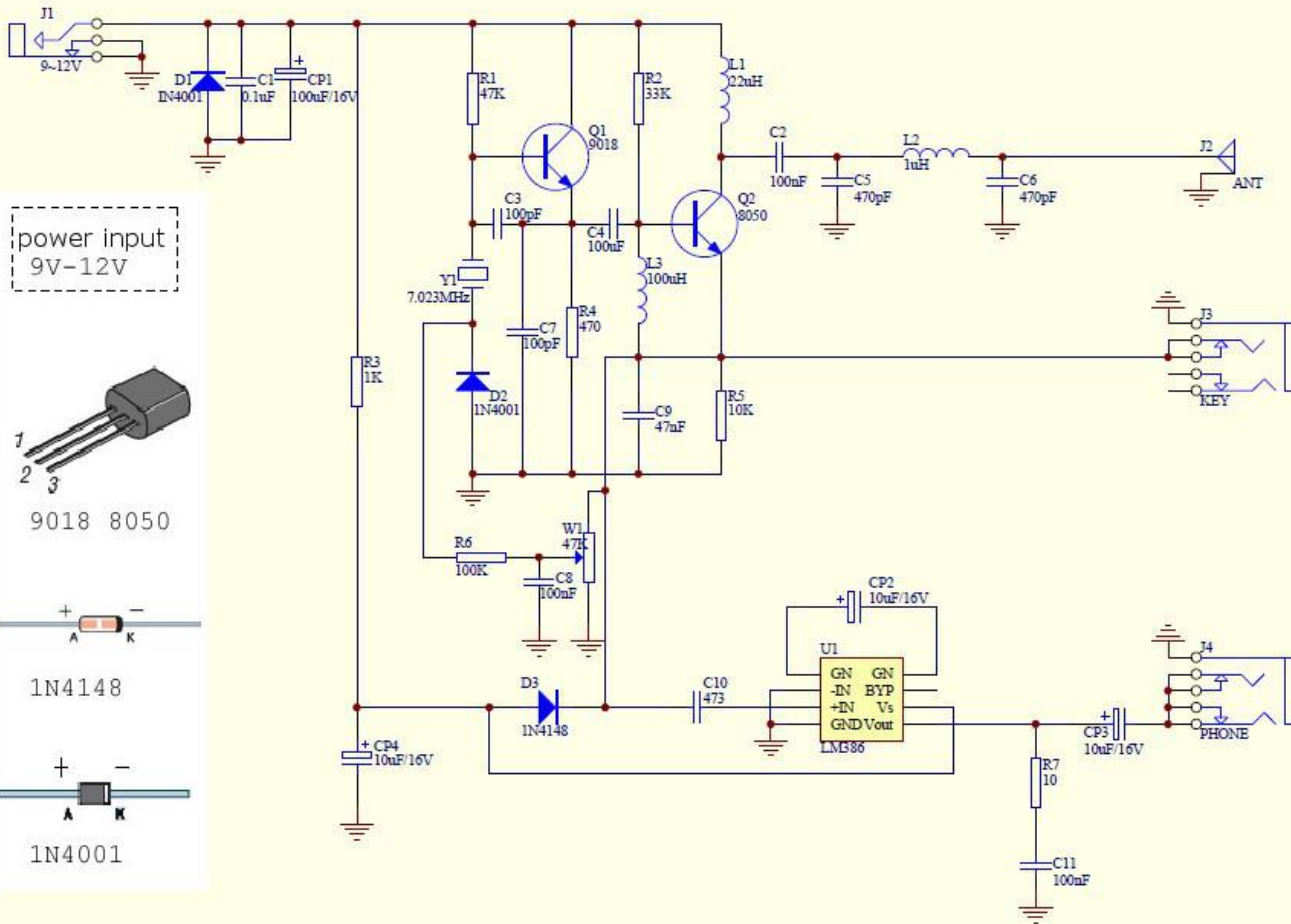 J1
9~12V
D1
IN4001
C1
0.1uF
+
CP1
100uF/16V
R1
47K
Q1
9018
R2
33K
L1
22uH
C2
100nF
L2
1uH
J2
ANT
C5
470pF
C6
470pF
Q2
8050
C3
100pF
C4
100uF
L3
100uH
Y1
7.023MHz
C7
100pF
R4
470
R3
1K
D2
1N4001
C9
47nF
R5
10K
J3
KEY
power input
9V-12V
1
2
3
9018 8050
R6
100K
C8
100nF
W1
47K
+ -
A K
1N4148
+ -
A K
1N4001
D3
1N4148
+
CP4
10uF/16V
C10
473
CP2
+
10uF/16V
U1
GN GN
-IN BYP
+IN Vs
GND Vout
LM386
+
CP3
10uF/16V
J4
PHONE
R7
10
C11
100nF